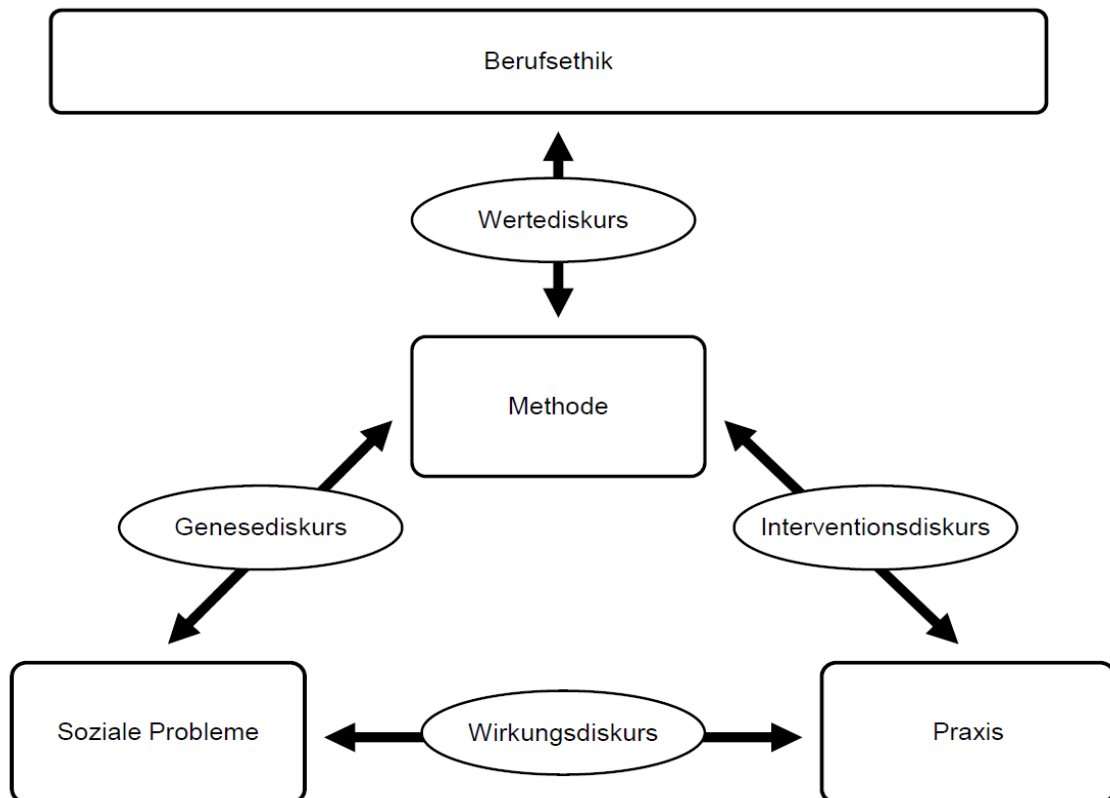 Berufsethik
Wertediskurs
Methode
Genesediskurs
Interventionsdiskurs
Soziale Probleme
Wirkungsdiskurs
Praxis